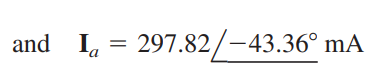 and I_a = 297.82∠−43.36° mA